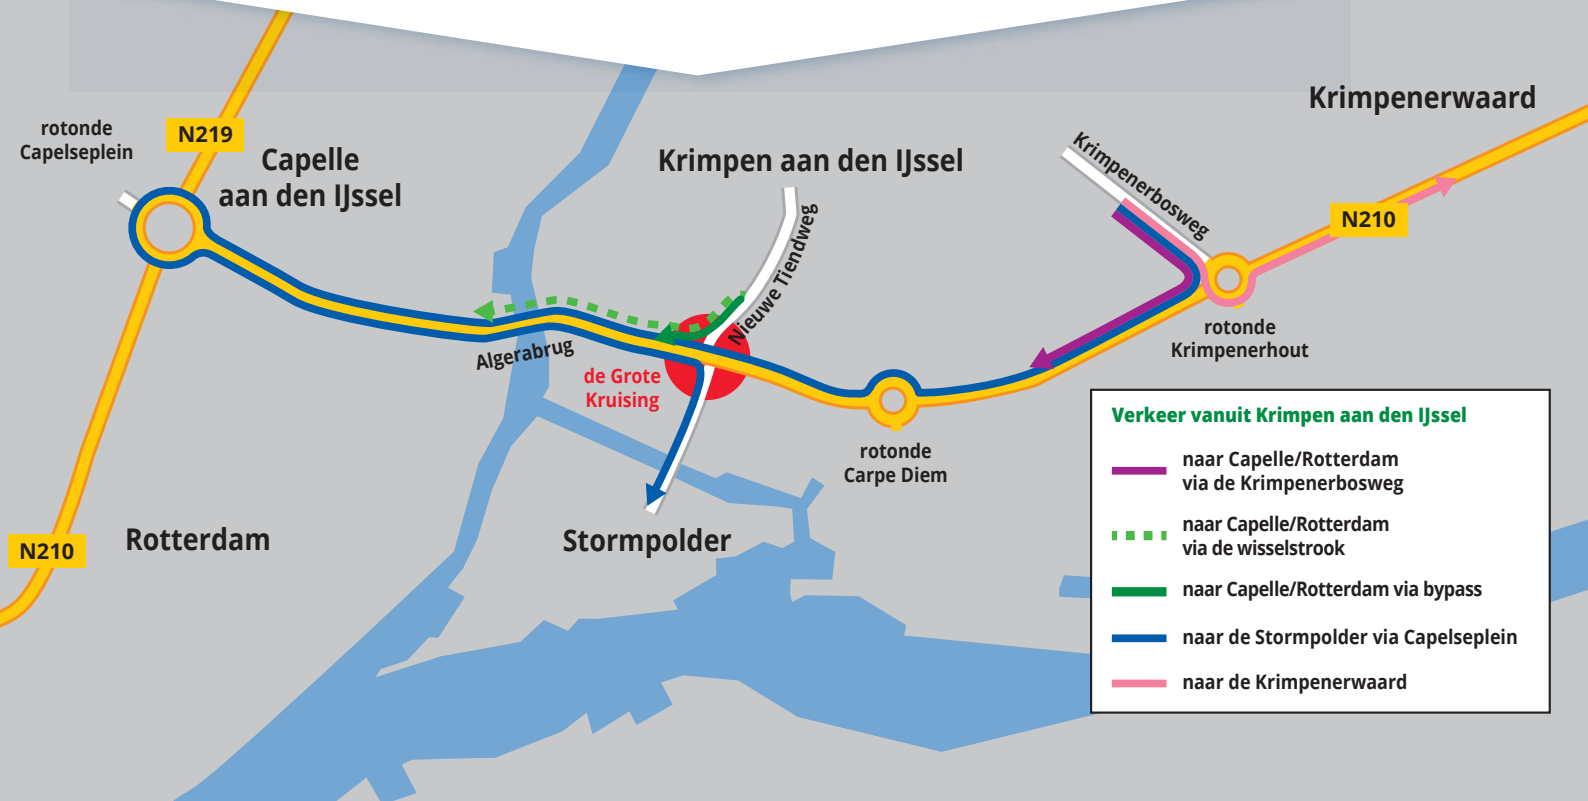 Krimpenerwaard
rotonde
Capelseplein
N219
Capelle
aan den IJssel
Krimpen aan den IJssel
Krimpenerbosweg
N210
Nieuwe Tiendweg
rotonde
Krimpenerhout
Algerabrug
de Grote
Kruising
rotonde
Carpe Diem
N210
Rotterdam
Stormpolder
Verkeer vanuit Krimpen aan den IJssel
naar Capelle/Rotterdam
via de Krimpenerbosweg
naar Capelle/Rotterdam
via de wisselstrook
naar Capelle/Rotterdam via bypass
naar de Stormpolder via Capelseplein
naar de Krimpenerwaard